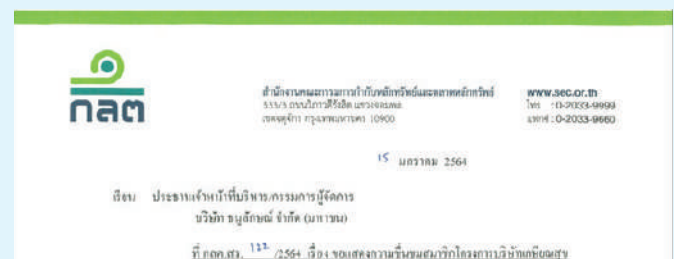 กลต
สำนักงานคณะกรรมการกำกับหลักทรัพย์และตลาดหลักทรัพย์
333/3 ถนนวิภาวดีรังสิต แขวงจอมพล
เขตจตุจักร กรุงเทพมหานคร 10900
www.sec.or.th
โทร : 0-2033-9999
แฟกซ์ : 0-2033-9660
15 มกราคม 2564
เรียน ประธานเจ้าหน้าที่บริหาร/กรรมการผู้จัดการ
บริษัท ธนูลักษณ์ จำกัด (มหาชน)
ที่ กลต.สว. 122 /2564 เรื่อง ขอแสดงความชื่นชมสมาชิกโครงการบริษัทเกษียณสุข